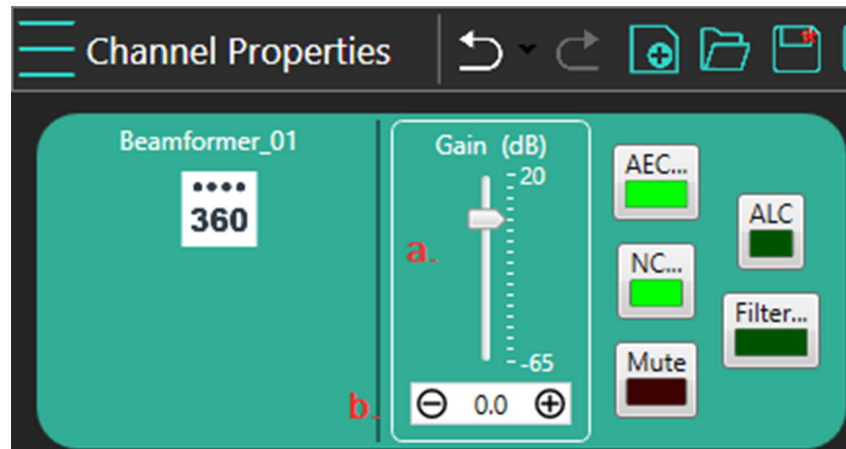 Channel Properties
Beamformer_01
360
Gain (dB)
20
a.
-65
b.
0.0
AEC...
NC...
Mute
ALC
Filter...